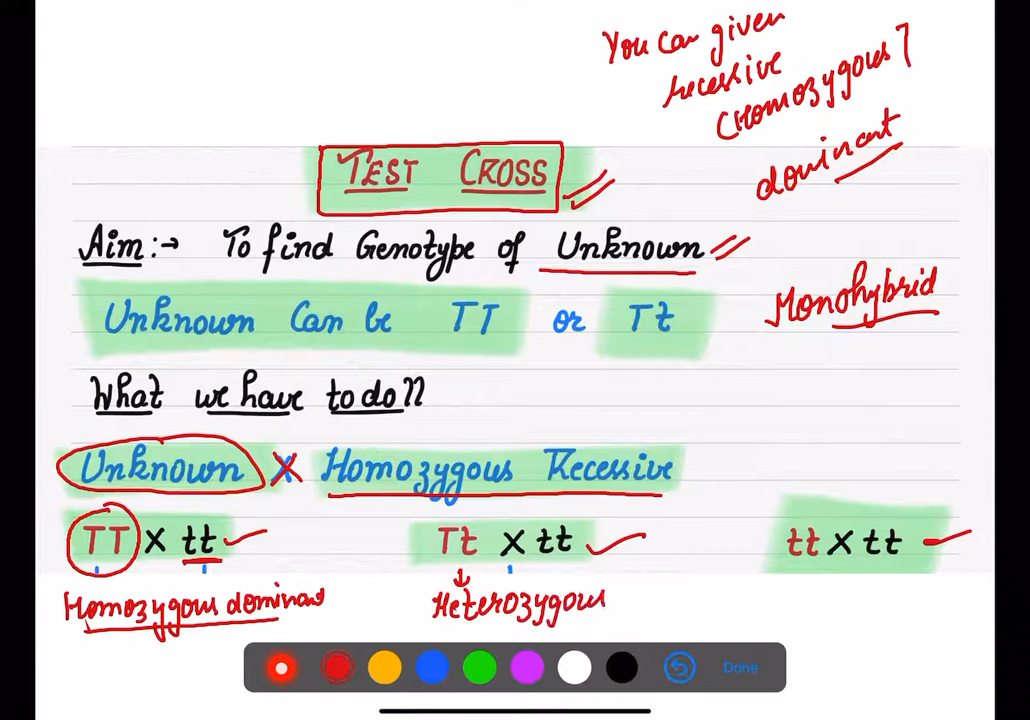 You can given
recessive
(Homozygous?
dominant
TEST CROSS
Aim:→ To find Genotype of Unknown
Unknown Can be TT or Tt
Monohybrid
What we have to do??
Unknown X Homozygous Recessive
TT X tt Tt X tt tt X tt
Homozygous dominant Heterozygous
Done